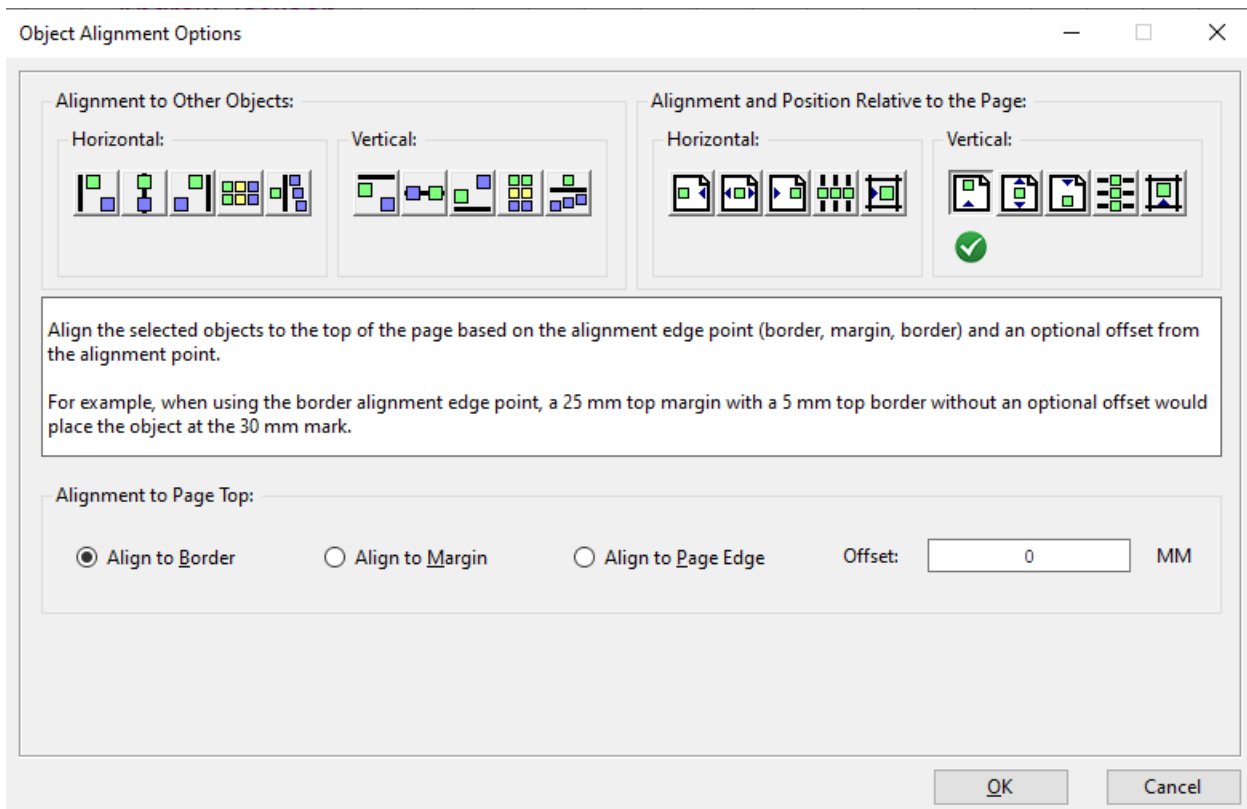 Object Alignment Options
Alignment to Other Objects:
Horizontal:
Vertical:
Alignment and Position Relative to the Page:
Horizontal:
Vertical:
Align the selected objects to the top of the page based on the alignment edge point (border, margin, border) and an optional offset from
the alignment point.
For example, when using the border alignment edge point, a 25 mm top margin with a 5 mm top border without an optional offset would
place the object at the 30 mm mark.
Alignment to Page Top:
Align to Border
Align to Margin
Align to Page Edge
Offset:
0
MM
OK
Cancel